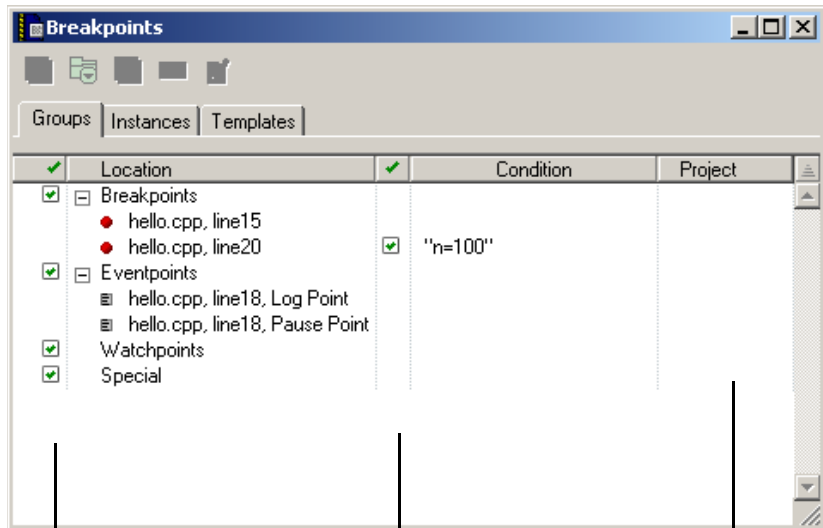 Breakpoints
Groups Instances Templates
Location Condition Project
Breakpoints
hello.cpp, line15
hello.cpp, line20 "n=100"
Eventpoints
hello.cpp, line18, Log Point
hello.cpp, line18, Pause Point
Watchpoints
Special